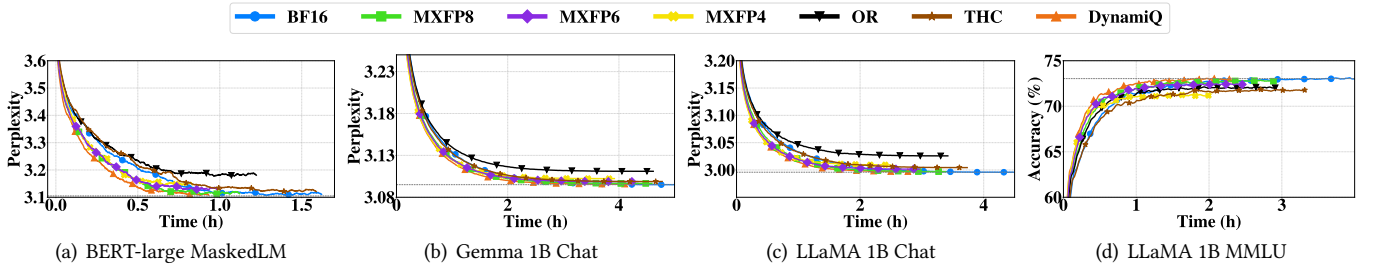 BF16 MXFP8 MXFP6 MXFP4 OR THC DynamiQ
Perplexity
3.6
3.5
3.4
3.3
3.2
3.1
0.0 0.5 1.0 1.5
Time (h)
(a) BERT-large MaskedLM
Perplexity
3.23
3.18
3.13
3.08
0 2 4
Time (h)
(b) Gemma 1B Chat
Perplexity
3.20
3.15
3.10
3.05
3.00
0 2 4
Time (h)
(c) LLaMA 1B Chat
Accuracy (%)
75
70
65
60
0 1 2 3
Time (h)
(d) LLaMA 1B MMLU